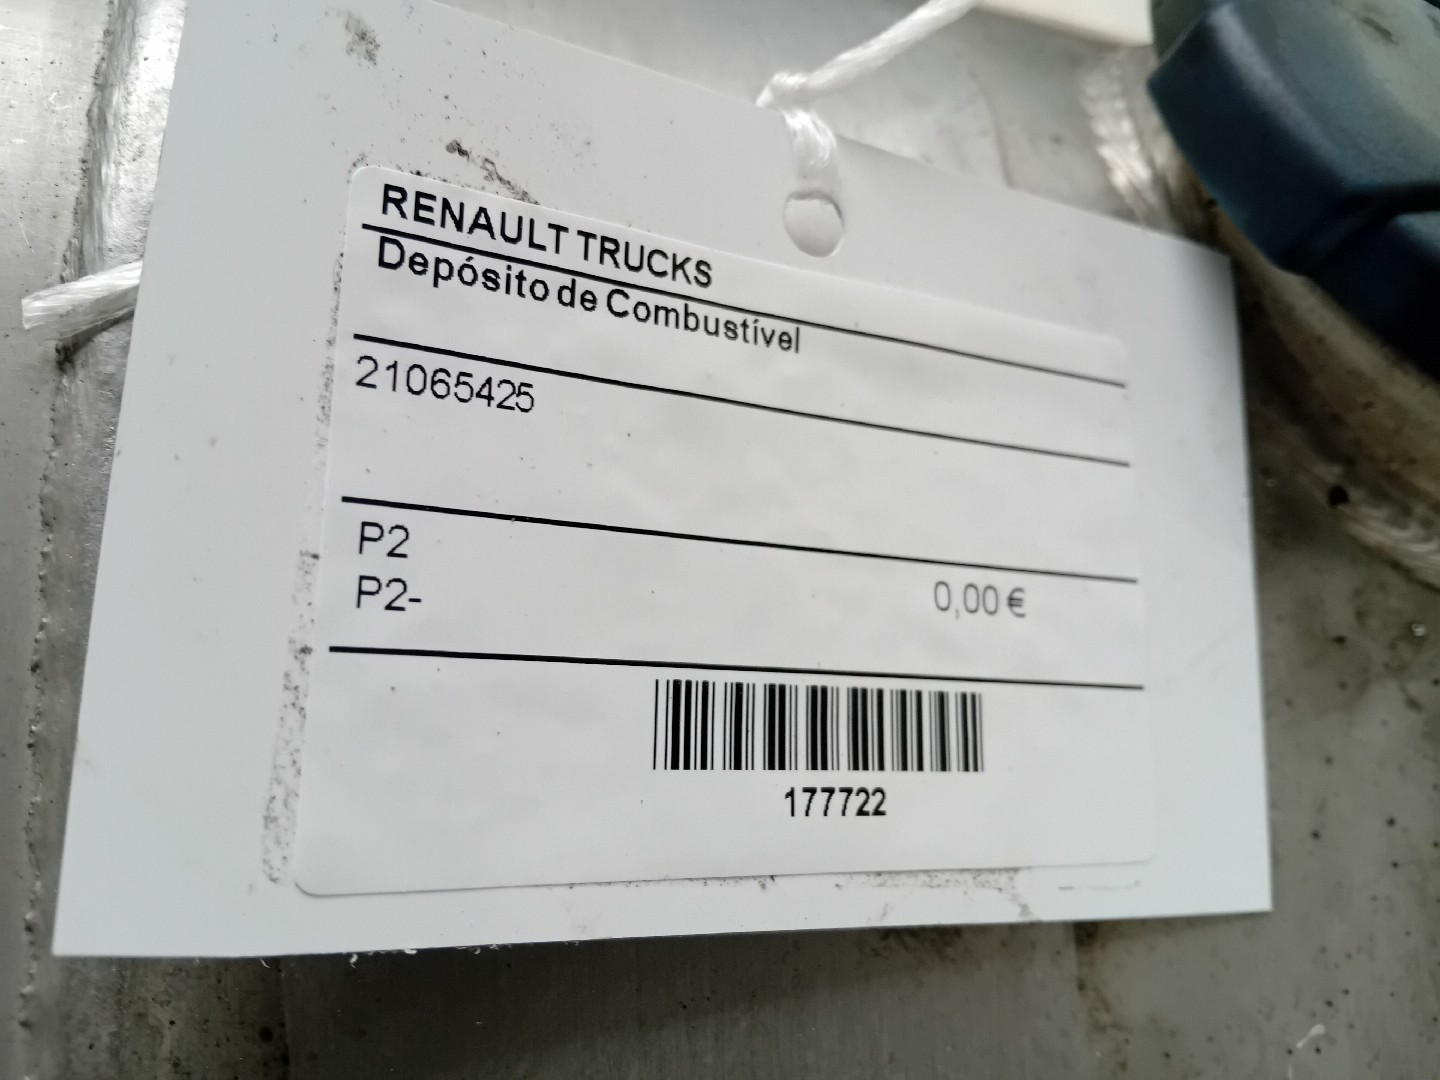 RENAULT TRUCKS
Depósito de Combustível
21065425
P2
P2- 0,00 €
177722